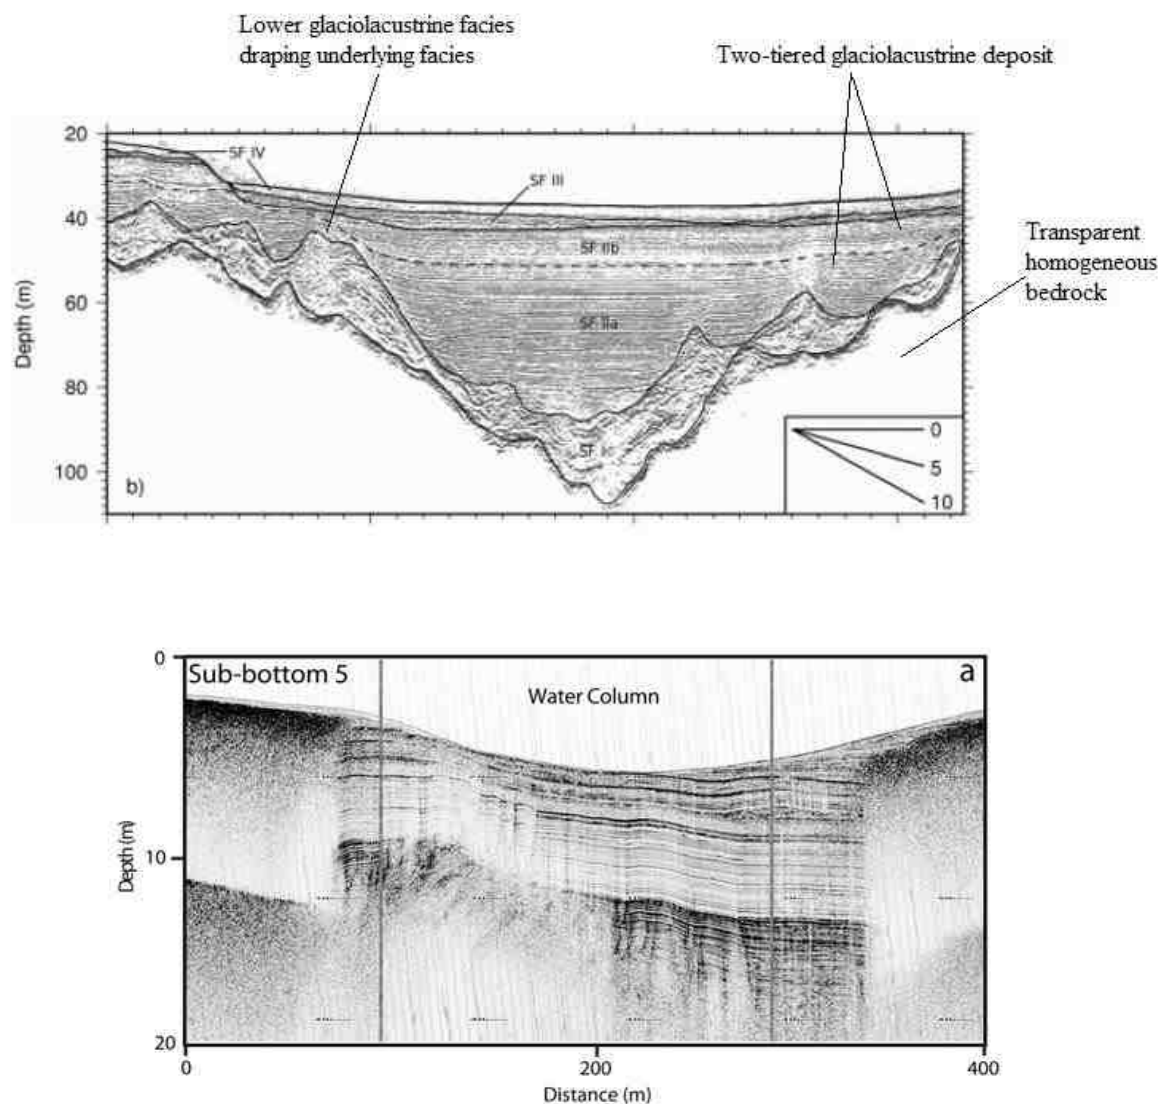 Lower glaciolacustrine facies
draping underlying facies
Two-tiered glaciolacustrine deposit
20
SF IV
SF III
40
SF IIb
Transparent
homogeneous
bedrock
Depth (m)
60
SF IIa
80
0
5
100
10
b)
0
Sub-bottom 5
a
Water Column
Depth (m)
10
20
0
200
400
Distance (m)